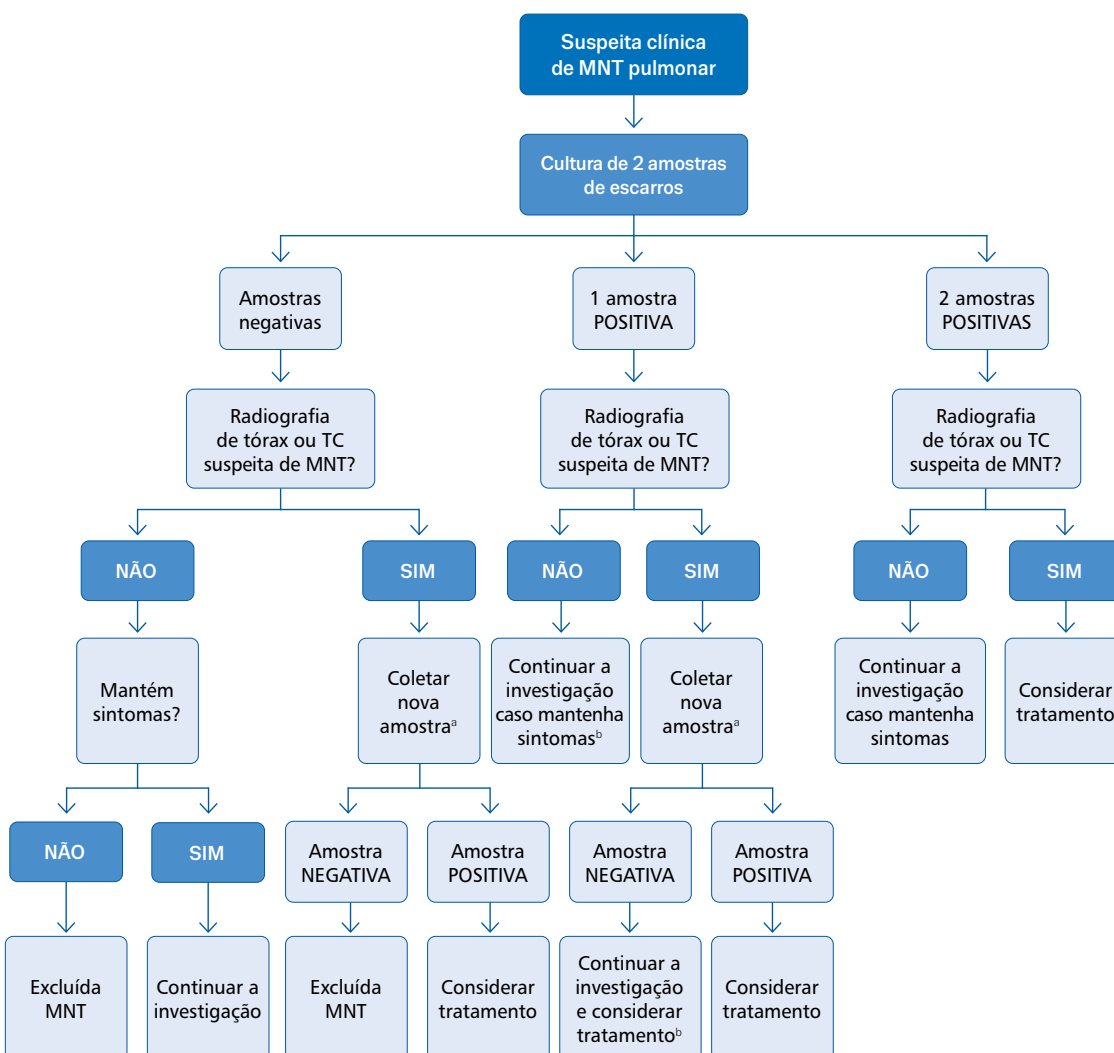 Suspeita clínica
de MNT pulmonar
Cultura de 2 amostras
de escarros
Amostras
negativas
1 amostra
POSITIVA
2 amostras
POSITIVAS
Radiografia
de tórax ou TC
suspeita de MNT?
Radiografia
de tórax ou TC
suspeita de MNT?
Radiografia
de tórax ou TC
suspeita de MNT?
NÃO
SIM
NÃO
SIM
NÃO
SIM
Mantém
sintomas?
Coletar
nova
amostraᵃ
Continuar a
investigação
caso mantenha
sintomasᵇ
Coletar
nova
amostraᵃ
Continuar a
investigação
caso mantenha
sintomas
Considerar
tratamento
NÃO
SIM
Amostra
NEGATIVA
Amostra
POSITIVA
Amostra
NEGATIVA
Amostra
POSITIVA
Excluída
MNT
Continuar a
investigação
Excluída
MNT
Considerar
tratamento
Continuar a
investigação
e considerar
tratamentoᵇ
Considerar
tratamento